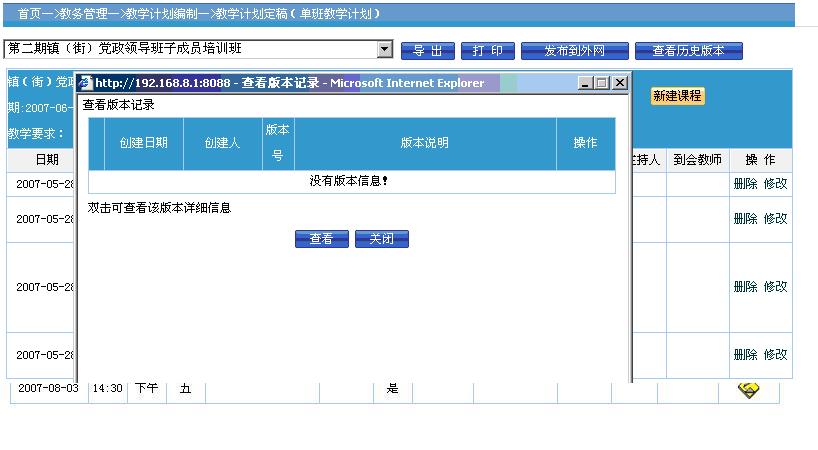 首页—>教务管理—>教学计划编制—>教学计划定稿（单班教学计划）
第二期镇（街）党政领导班子成员培训班
导 出 打 印 发布到外网 查看历史版本
镇（街）党政
期:2007-06-
教学要求：
新建课程
http://192.168.8.1:8088 - 查看版本记录 - Microsoft Internet Explorer
查看版本记录
创建日期 创建人 版本号 版本说明 操作
没有版本信息！
双击可查看该版本详细信息
查看 关闭
日期 主持人 到会教师 操 作
2007-05-28 删除 修改
2007-05-28 删除 修改
2007-05-28 删除 修改
2007-05-28 删除 修改
2007-08-03 14:30 下午 五 是